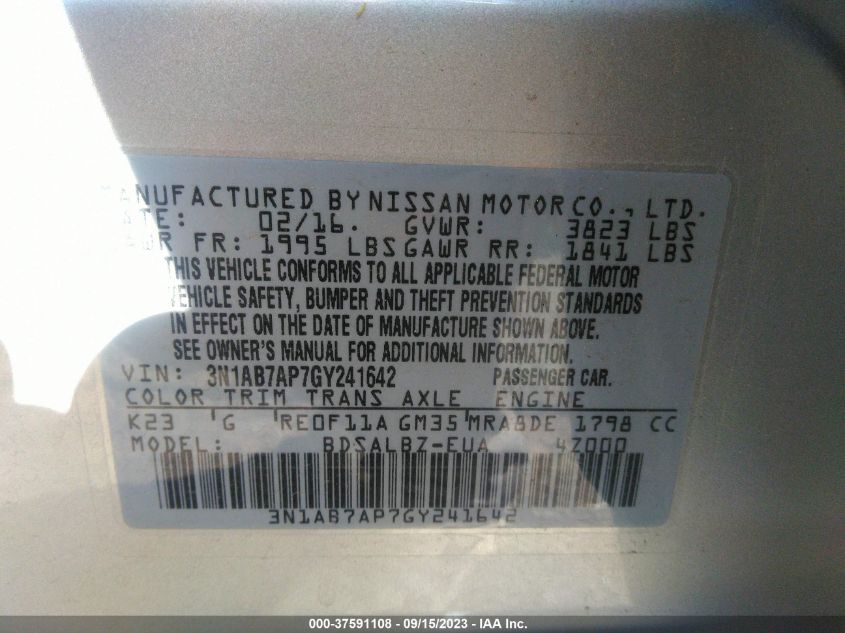 MANUFACTURED BY NISSAN MOTOR CO., LTD.
DATE: 02/16. GVWR: 3823 LBS
GAWR FR: 1995 LBS GAWR RR: 1841 LBS
THIS VEHICLE CONFORMS TO ALL APPLICABLE FEDERAL MOTOR
VEHICLE SAFETY, BUMPER AND THEFT PREVENTION STANDARDS
IN EFFECT ON THE DATE OF MANUFACTURE SHOWN ABOVE.
SEE OWNER'S MANUAL FOR ADDITIONAL INFORMATION.
VIN: 3N1AB7AP7GY241642 PASSENGER CAR.
COLOR TRIM TRANS AXLE ENGINE
K23 G RE0F11A GM35 MRA8DE 1798 CC
MODEL: BDSALBZ-EUA 4Z000
3N1AB7AP7GY241642
000-37591108 - 09/15/2023 - IAA Inc.